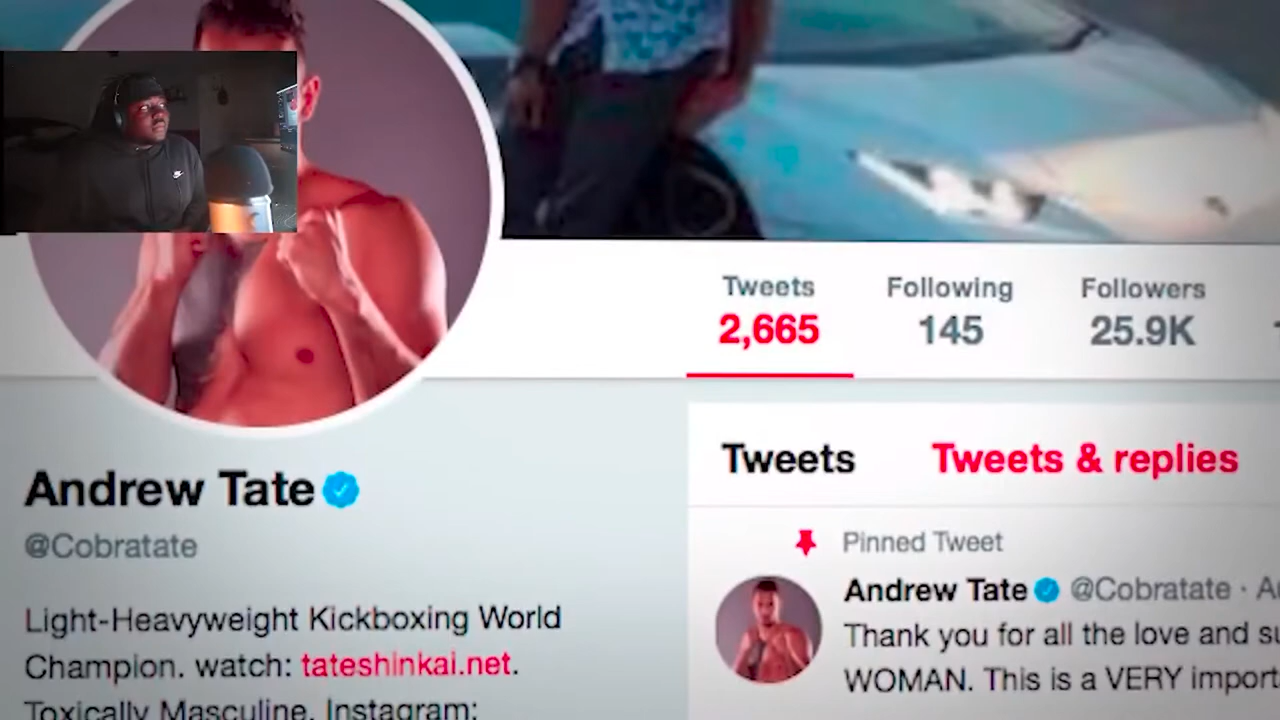 Tweets Following Followers
2,665 145 25.9K
Andrew Tate
@Cobratate
Light-Heavyweight Kickboxing World
Champion. watch: tateshinkai.net.
Toxically Masculine. Instagram:
Tweets Tweets & replies
Pinned Tweet
Andrew Tate @Cobratate ·
Thank you for all the love and
WOMAN. This is a VERY